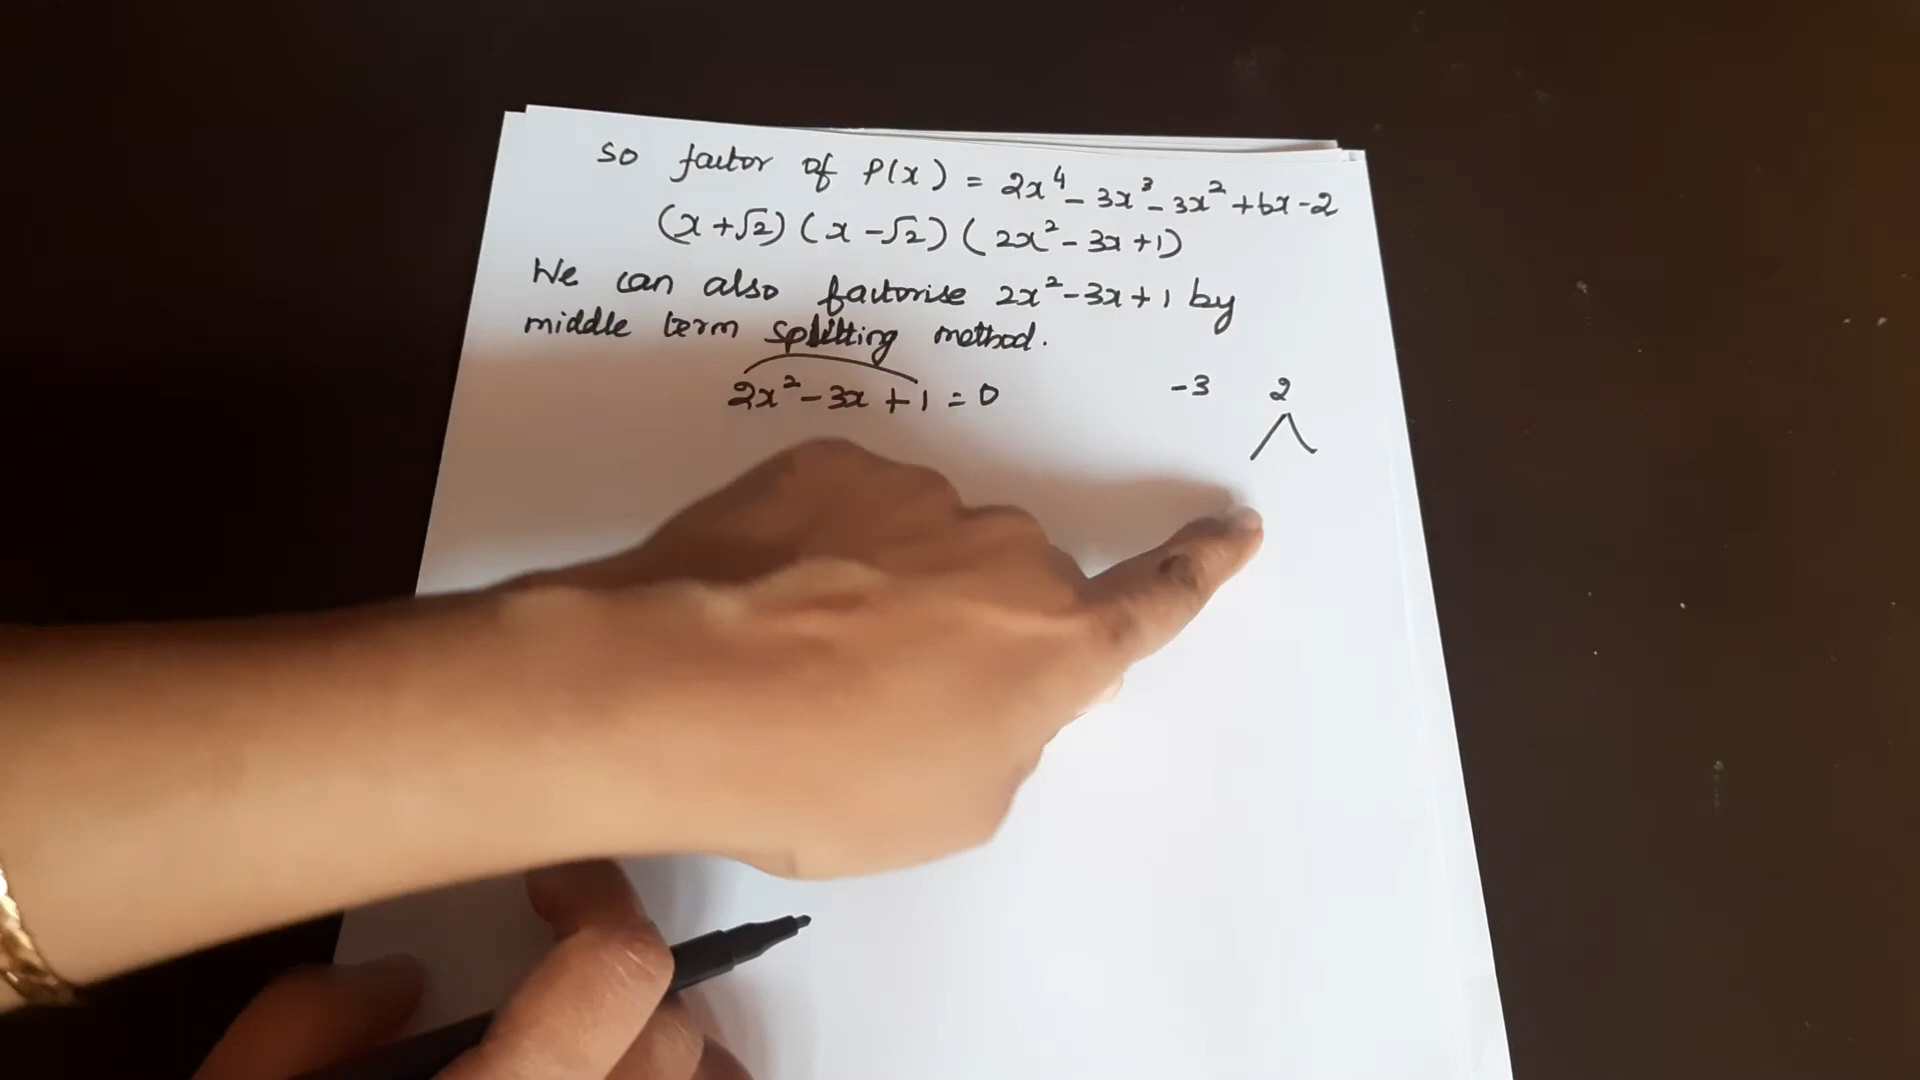 so factor of P(x) = 2x⁴ - 3x³ - 3x² + 6x - 2
(x + √2) (x - √2) ( 2x² - 3x + 1)
We can also factorise 2x² - 3x + 1 by
middle term splitting method.
2x² - 3x + 1 = 0
-3 2